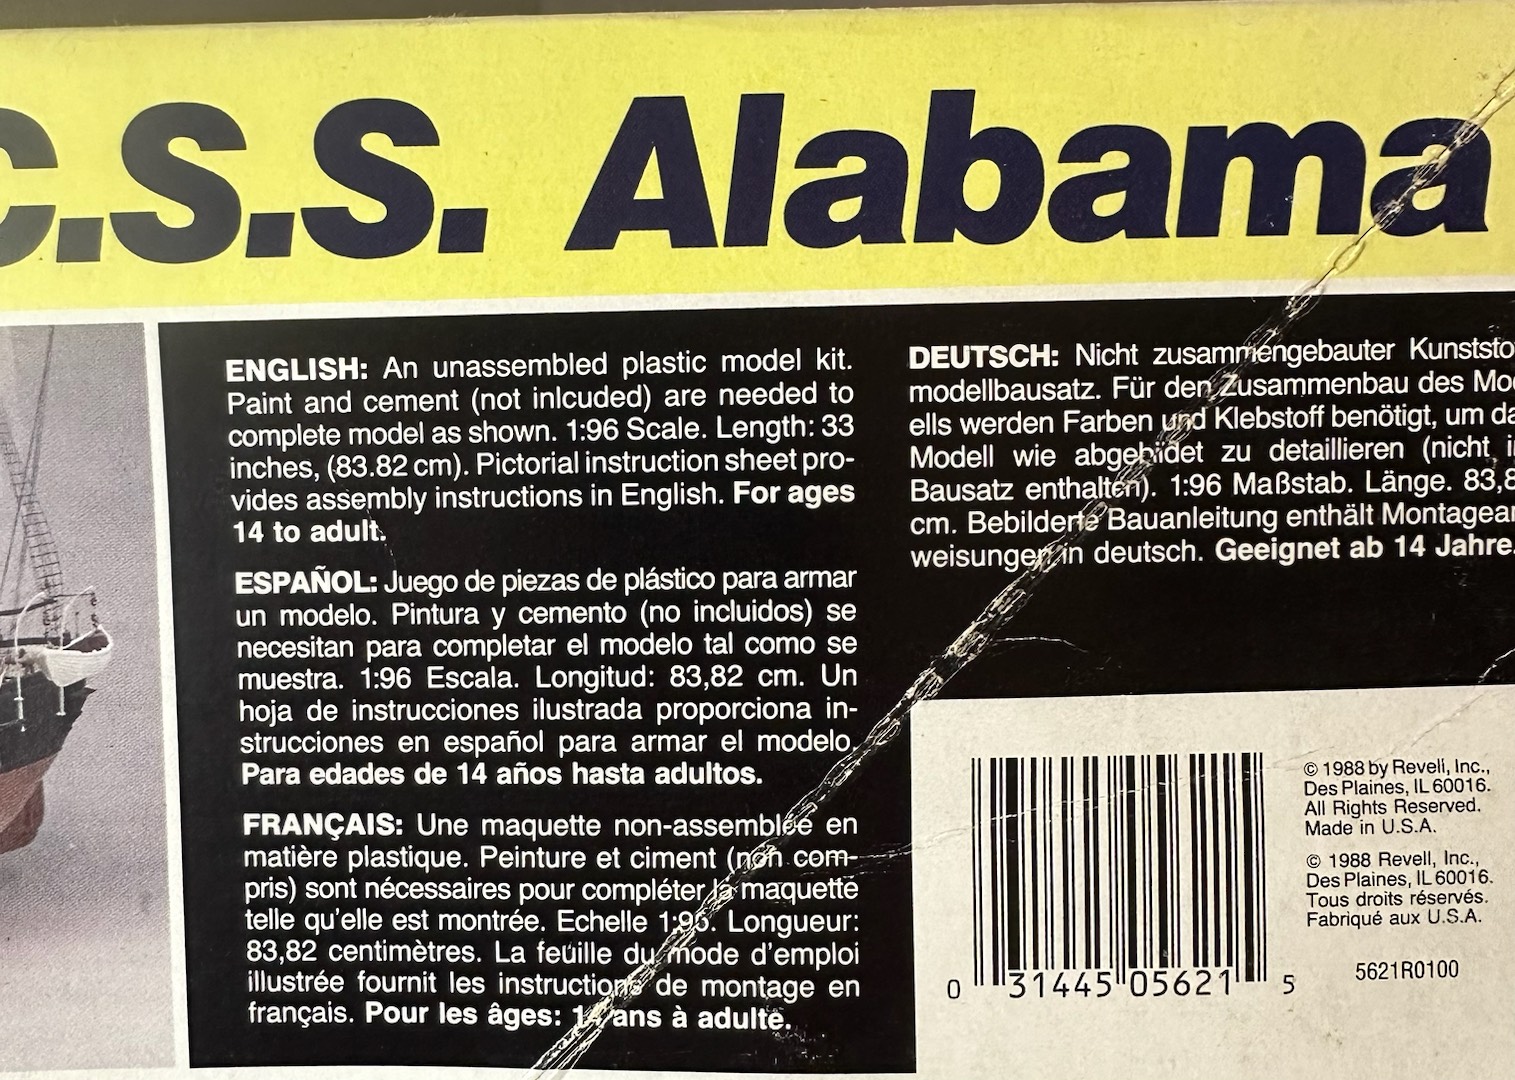 C.S.S. Alabama
ENGLISH: An unassembled plastic model kit.
Paint and cement (not inlcuded) are needed to
complete model as shown. 1:96 Scale. Length: 33
inches, (83.82 cm). Pictorial instruction sheet pro-
vides assembly instructions in English. For ages
14 to adult.
ESPAÑOL: Juego de piezas de plástico para armar
un modelo. Pintura y cemento (no incluidos) se
necesitan para completar el modelo tal como se
muestra. 1:96 Escala. Longitud: 83,82 cm. Un
hoja de instrucciones ilustrada proporciona in-
strucciones en español para armar el modelo.
Para edades de 14 años hasta adultos.
FRANÇAIS: Une maquette non-assemblée en
matière plastique. Peinture et ciment (non com-
pris) sont nécessaires pour compléter la maquette
telle qu'elle est montrée. Echelle 1:96. Longueur:
83,82 centimètres. La feuille du mode d'emploi
illustrée fournit les instructions de montage en
français. Pour les âges: 14 ans à adulte.
DEUTSCH: Nicht zusammengebauter
modellbausatz. Für den Zusammenbau des
ells werden Farben und Klebstoff benötigt, um
Modell wie abgebildet zu detaillieren (nicht
Bausatz enthalten). 1:96 Maßstab. Länge. 83,8
cm. Bebilderte Bauanleitung enthält
weisungen in deutsch. Geeignet ab 14 Jahre.
© 1988 by Revell, Inc.,
Des Plaines, IL 60016.
All Rights Reserved.
Made in U.S.A.
© 1988 Revell, Inc.,
Des Plaines, IL 60016.
Tous droits réservés.
Fabriqué aux U.S.A.
5621R0100
0 31445 05621 5